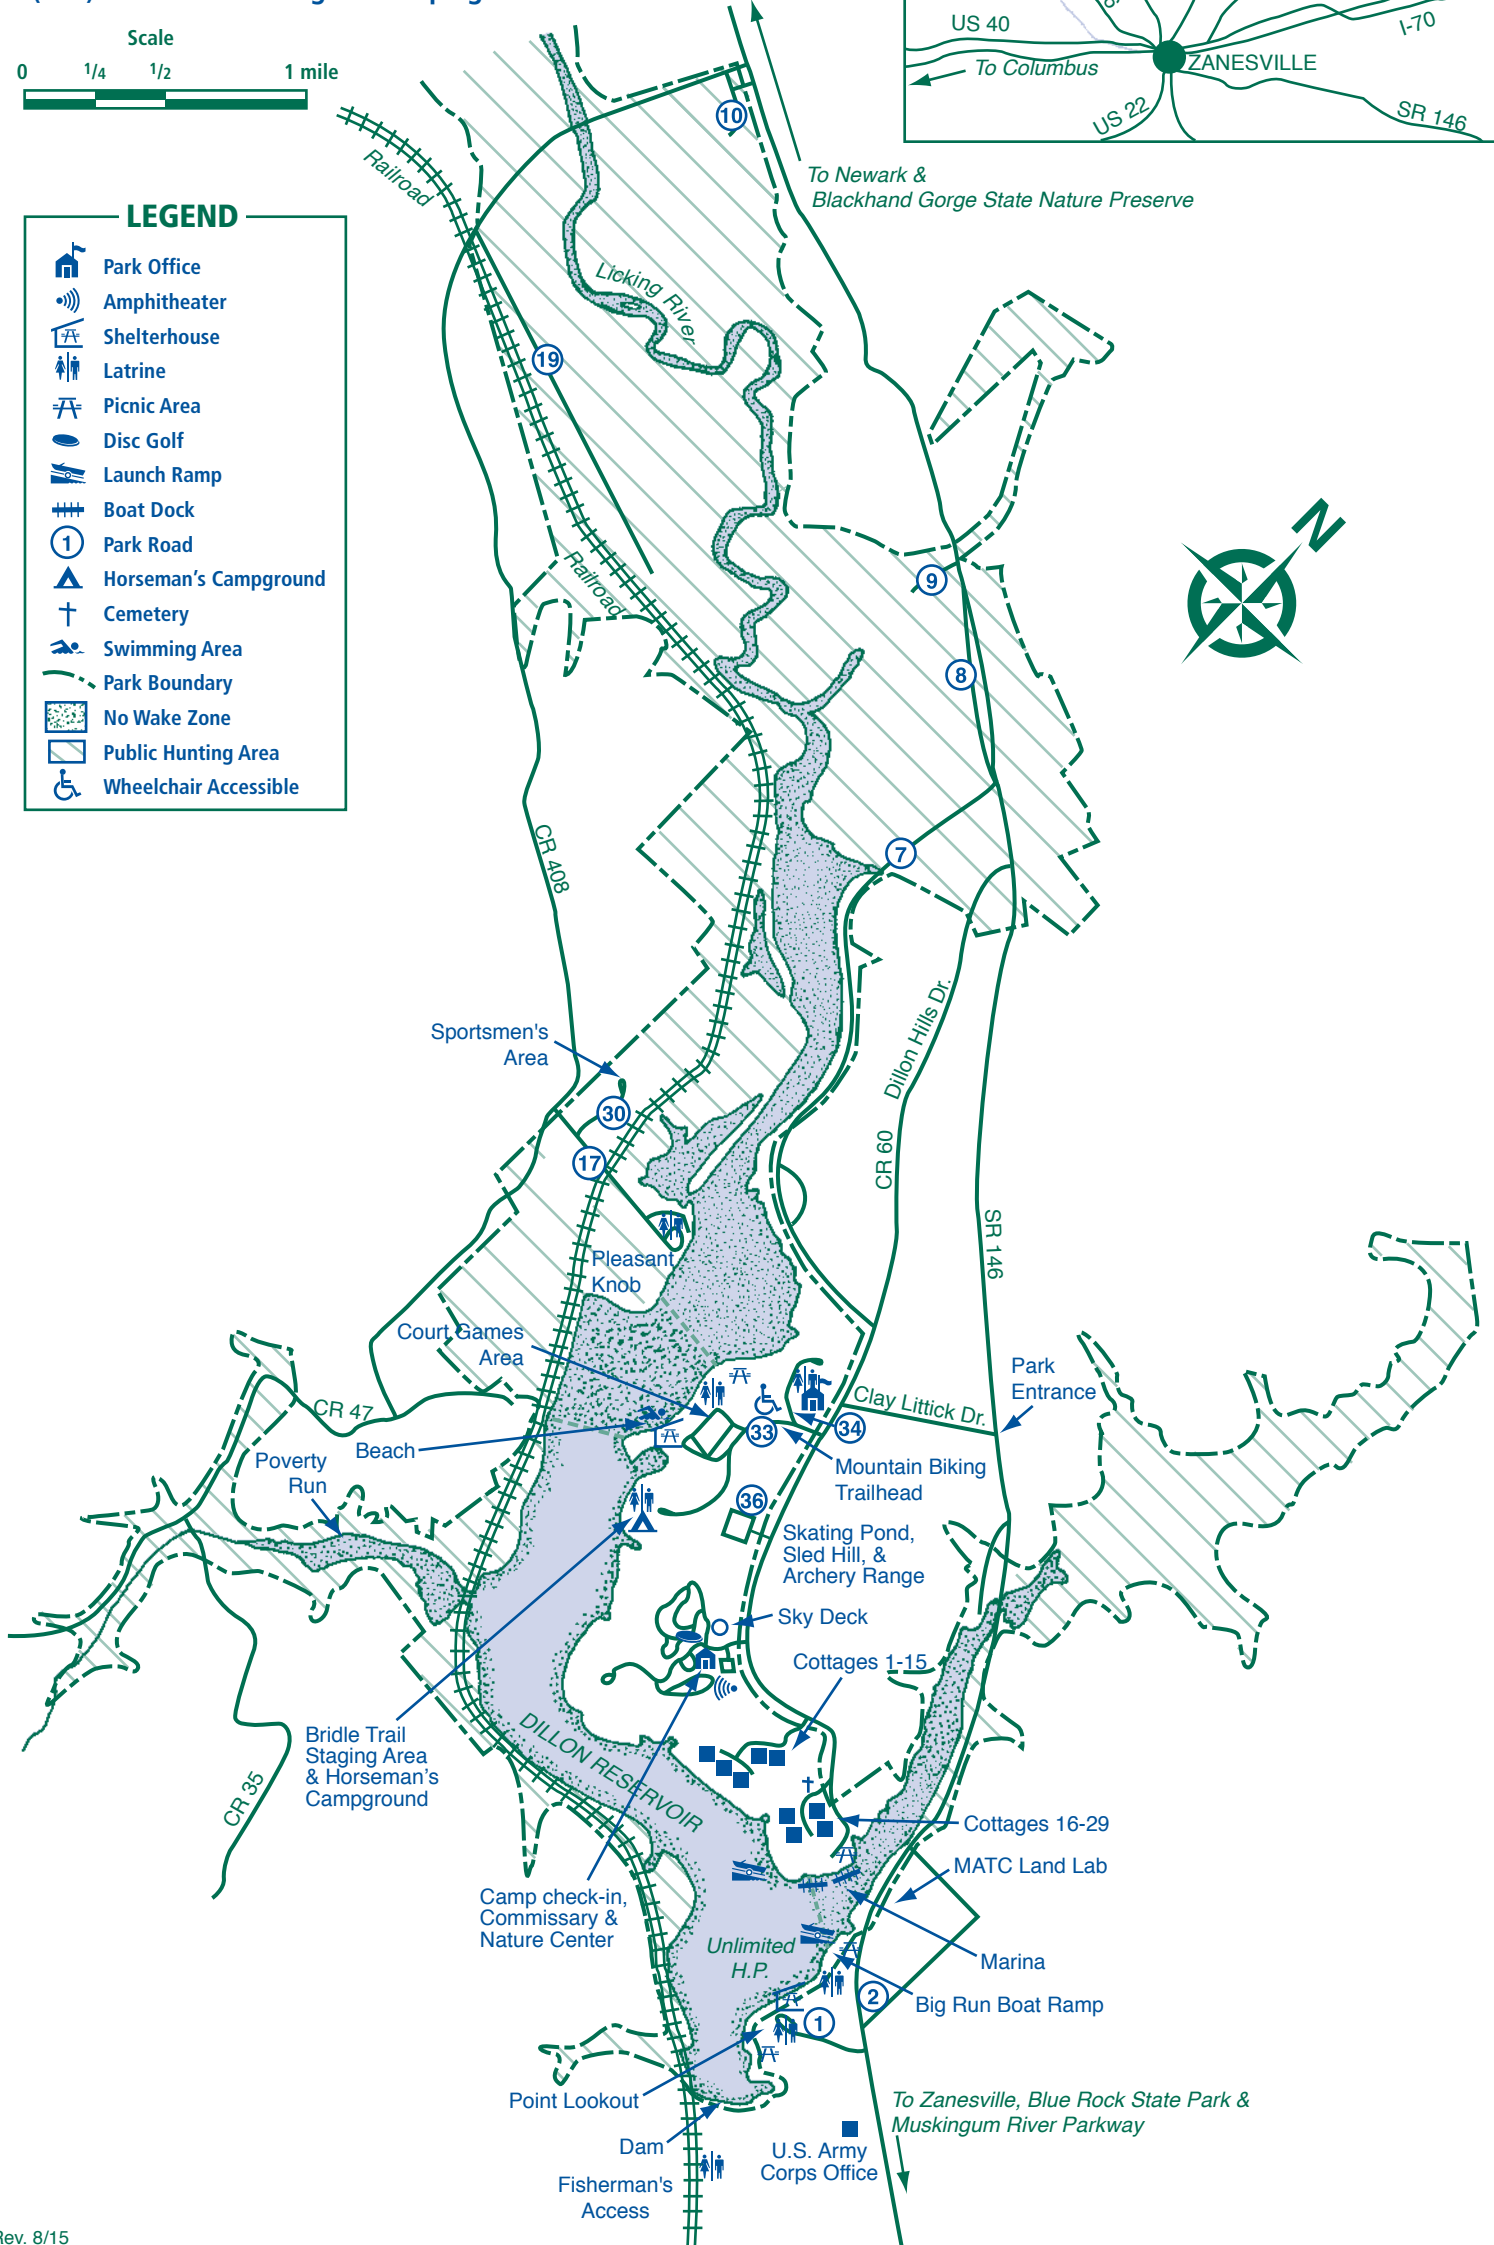 Scale
0 1/4 1/2 1 mile
US 40
I-70
To Columbus
ZANESVILLE
US 22
SR 146
LEGEND
Park Office
Amphitheater
Shelterhouse
Latrine
Picnic Area
Disc Golf
Launch Ramp
Boat Dock
1 Park Road
Horseman's Campground
Cemetery
Swimming Area
Park Boundary
No Wake Zone
Public Hunting Area
Wheelchair Accessible
Railroad
10
To Newark &
Blackhand Gorge State Nature Preserve
Licking River
19
N
Railroad
9
8
CR 408
7
Dillon Hills Dr.
Sportsmen's
Area
30
17
CR 60
SR 146
Pleasant
Knob
Court Games
Area
Park
Entrance
Clay Littick Dr.
CR 47
33
34
Beach
Poverty
Run
Mountain Biking
Trailhead
36
Skating Pond,
Sled Hill, &
Archery Range
Sky Deck
Cottages 1-15
Bridle Trail
Staging Area
& Horseman's
Campground
DILLON RESERVOIR
CR 35
Cottages 16-29
MATC Land Lab
Camp check-in,
Commissary &
Nature Center
Unlimited
H.P.
Marina
Big Run Boat Ramp
2
1
Point Lookout
To Zanesville, Blue Rock State Park &
Muskingum River Parkway
Dam
U.S. Army
Corps Office
Fisherman's
Access
Rev. 8/15